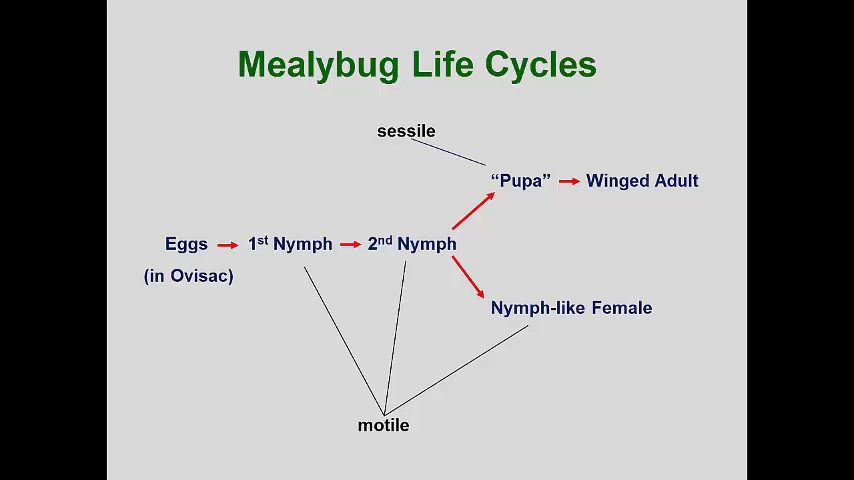 Mealybug Life Cycles
sessile
“Pupa” Winged Adult
Eggs 1st Nymph 2nd Nymph
(in Ovisac)
Nymph-like Female
motile